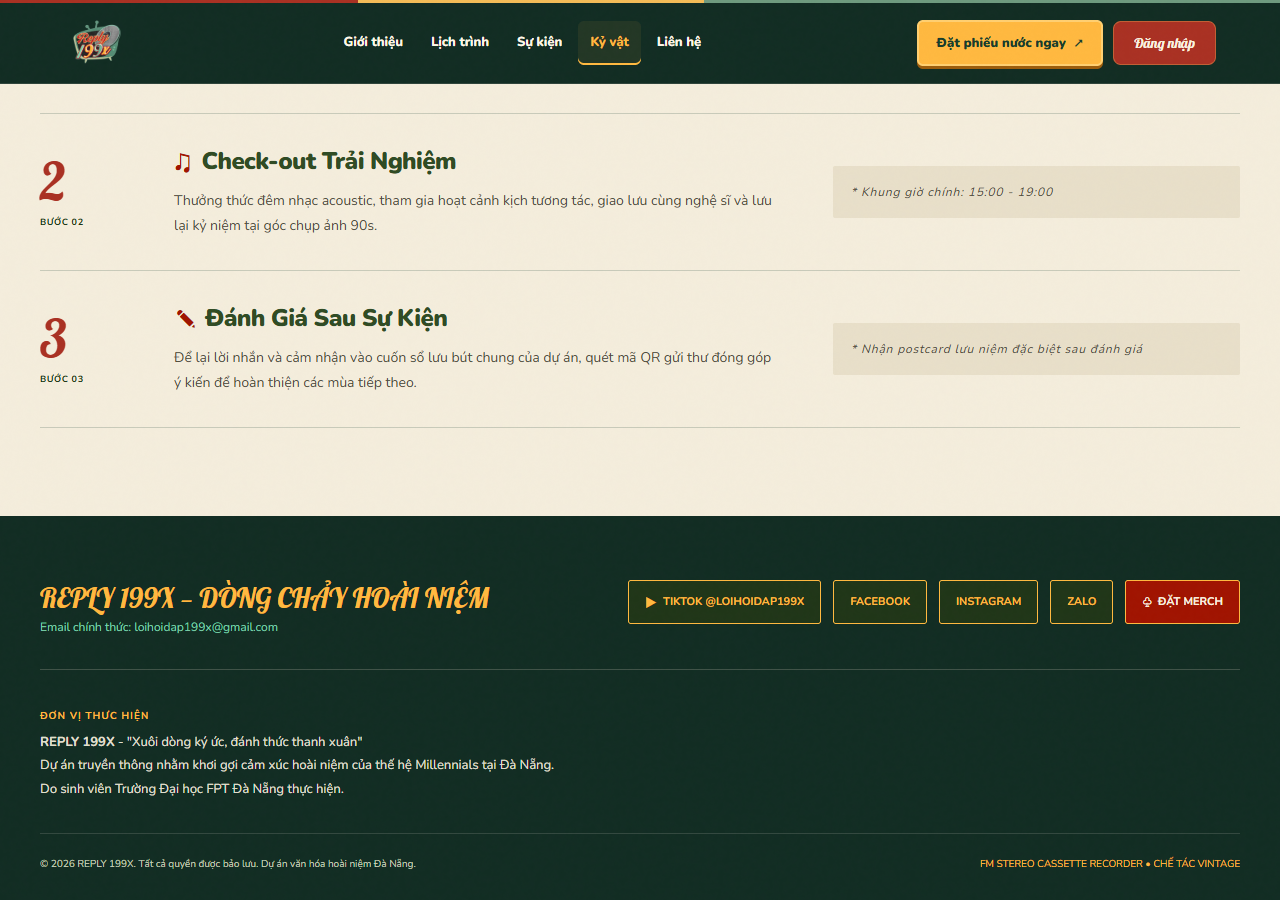 Reply
199x
Giới thiệu
Lịch trình
Sự kiện
Kỷ vật
Liên hệ
Đặt phiếu nước ngay ↗
Đăng nhập
2
BƯỚC 02
♫ Check-out Trải Nghiệm
Thưởng thức đêm nhạc acoustic, tham gia hoạt cảnh kịch tương tác, giao lưu cùng nghệ sĩ và lưu
lại kỷ niệm tại góc chụp ảnh 90s.
* Khung giờ chính: 15:00 - 19:00
3
BƯỚC 03
✏ Đánh Giá Sau Sự Kiện
Để lại lời nhắn và cảm nhận vào cuốn sổ lưu bút chung của dự án, quét mã QR gửi thư đóng góp
ý kiến để hoàn thiện các mùa tiếp theo.
* Nhận postcard lưu niệm đặc biệt sau đánh giá
REPLY 199X – DÒNG CHẢY HOÀI NIỆM
Email chính thức: loihoidap199x@gmail.com
▶ TIKTOK @LOIHOIDAP199X
FACEBOOK
INSTAGRAM
ZALO
♧ ĐẶT MERCH
ĐƠN VỊ THỰC HIỆN
REPLY 199X - "Xuôi dòng ký ức, đánh thức thanh xuân"
Dự án truyền thông nhằm khơi gợi cảm xúc hoài niệm của thế hệ Millennials tại Đà Nẵng.
Do sinh viên Trường Đại học FPT Đà Nẵng thực hiện.
© 2026 REPLY 199X. Tất cả quyền được bảo lưu. Dự án văn hóa hoài niệm Đà Nẵng.
FM STEREO CASSETTE RECORDER • CHẾ TÁC VINTAGE